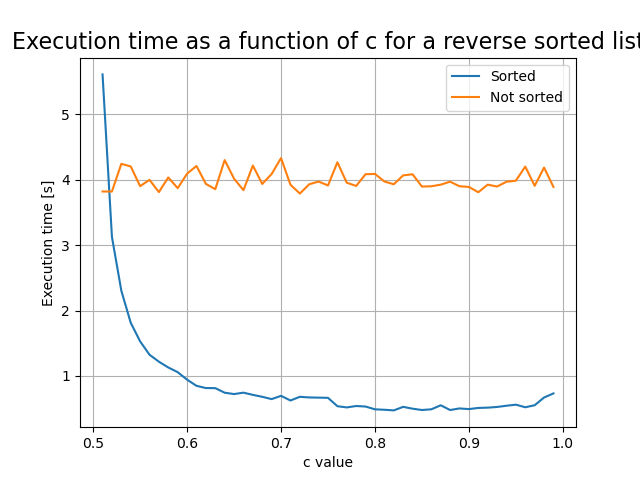 Execution time as a function of c for a reverse sorted list
Sorted
Not sorted
Execution time [s]
5
4
3
2
1
0.5 0.6 0.7 0.8 0.9 1.0
c value